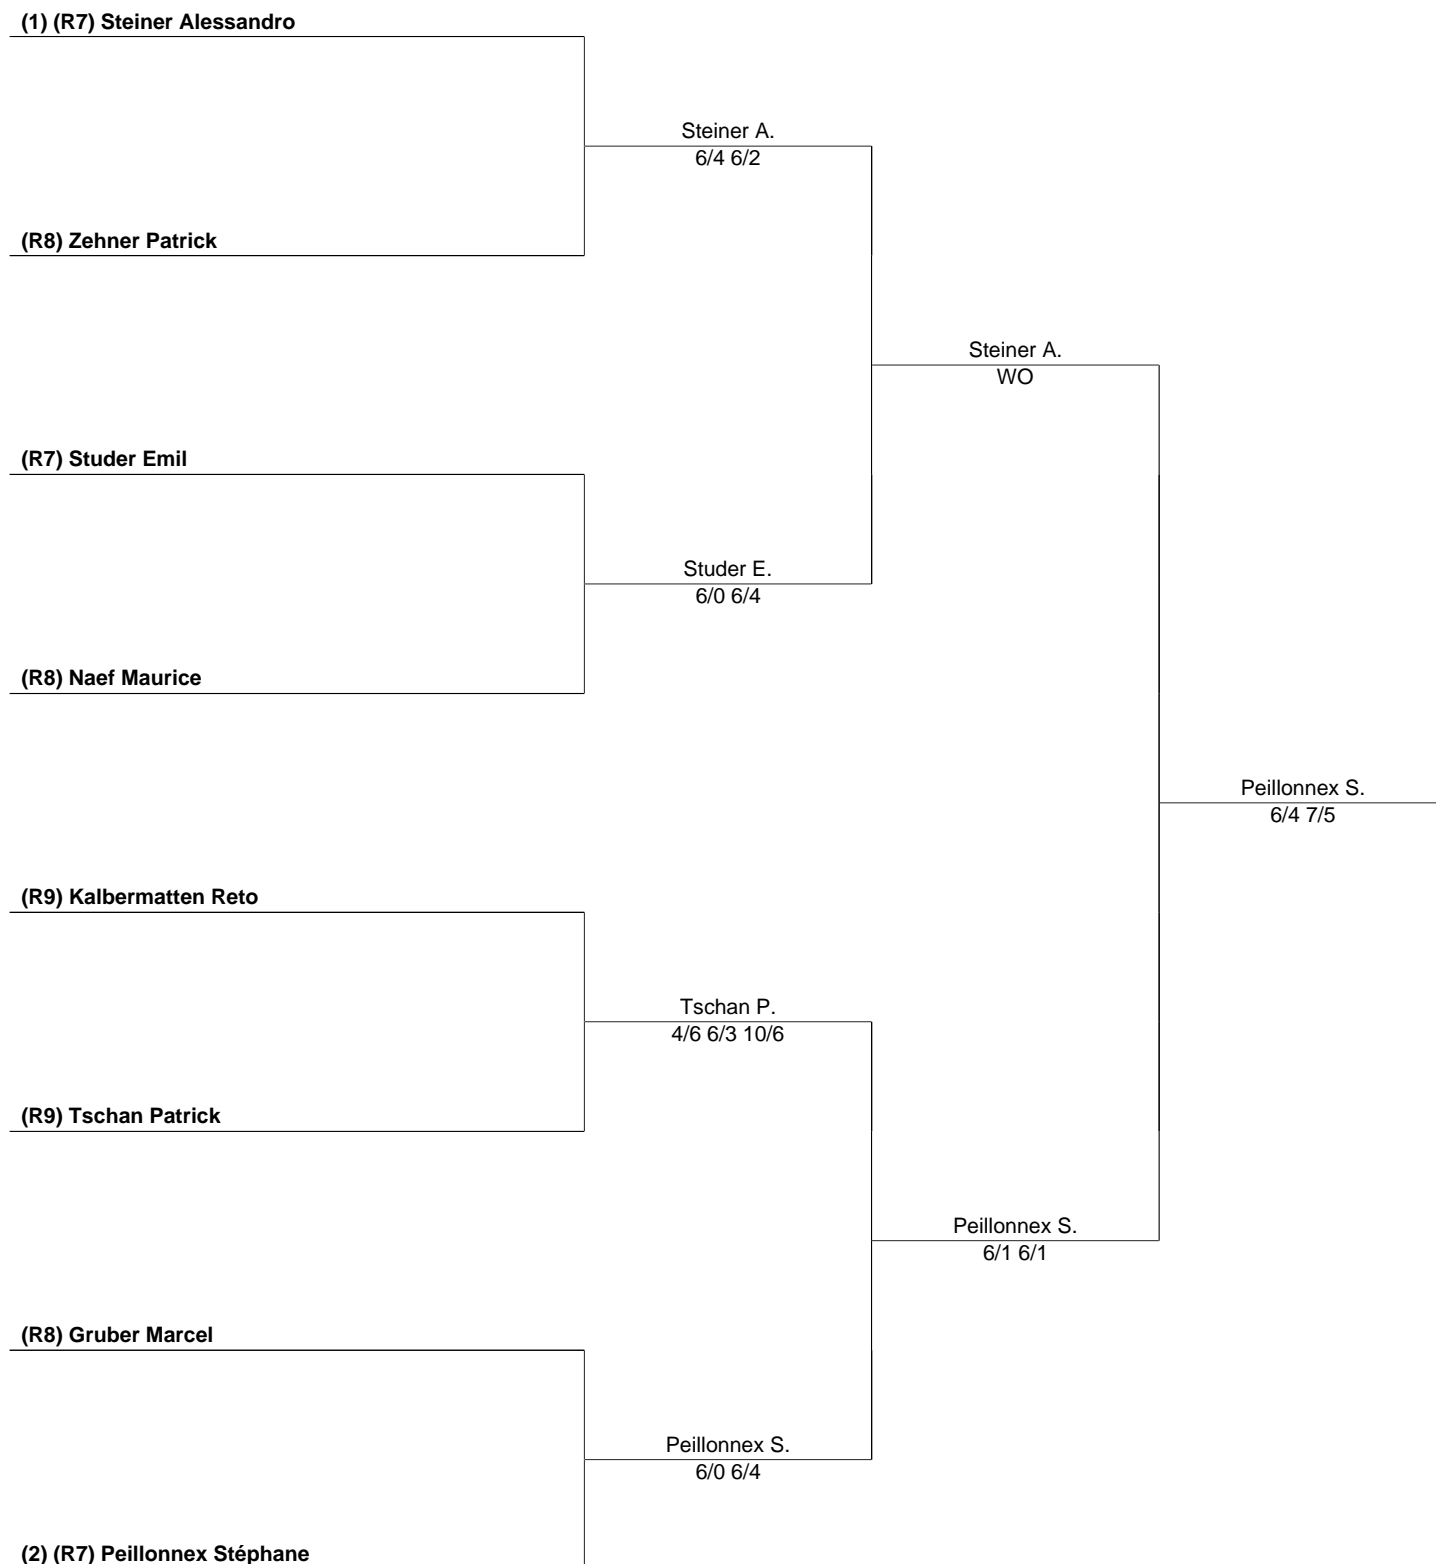 (1) (R7) Steiner Alessandro
Steiner A.
6/4 6/2
(R8) Zehner Patrick
Steiner A.
WO
(R7) Studer Emil
Studer E.
6/0 6/4
(R8) Naef Maurice
Peillonnex S.
6/4 7/5
(R9) Kalbermatten Reto
Tschan P.
4/6 6/3 10/6
(R9) Tschan Patrick
Peillonnex S.
6/1 6/1
(R8) Gruber Marcel
Peillonnex S.
6/0 6/4
(2) (R7) Peillonnex Stéphane